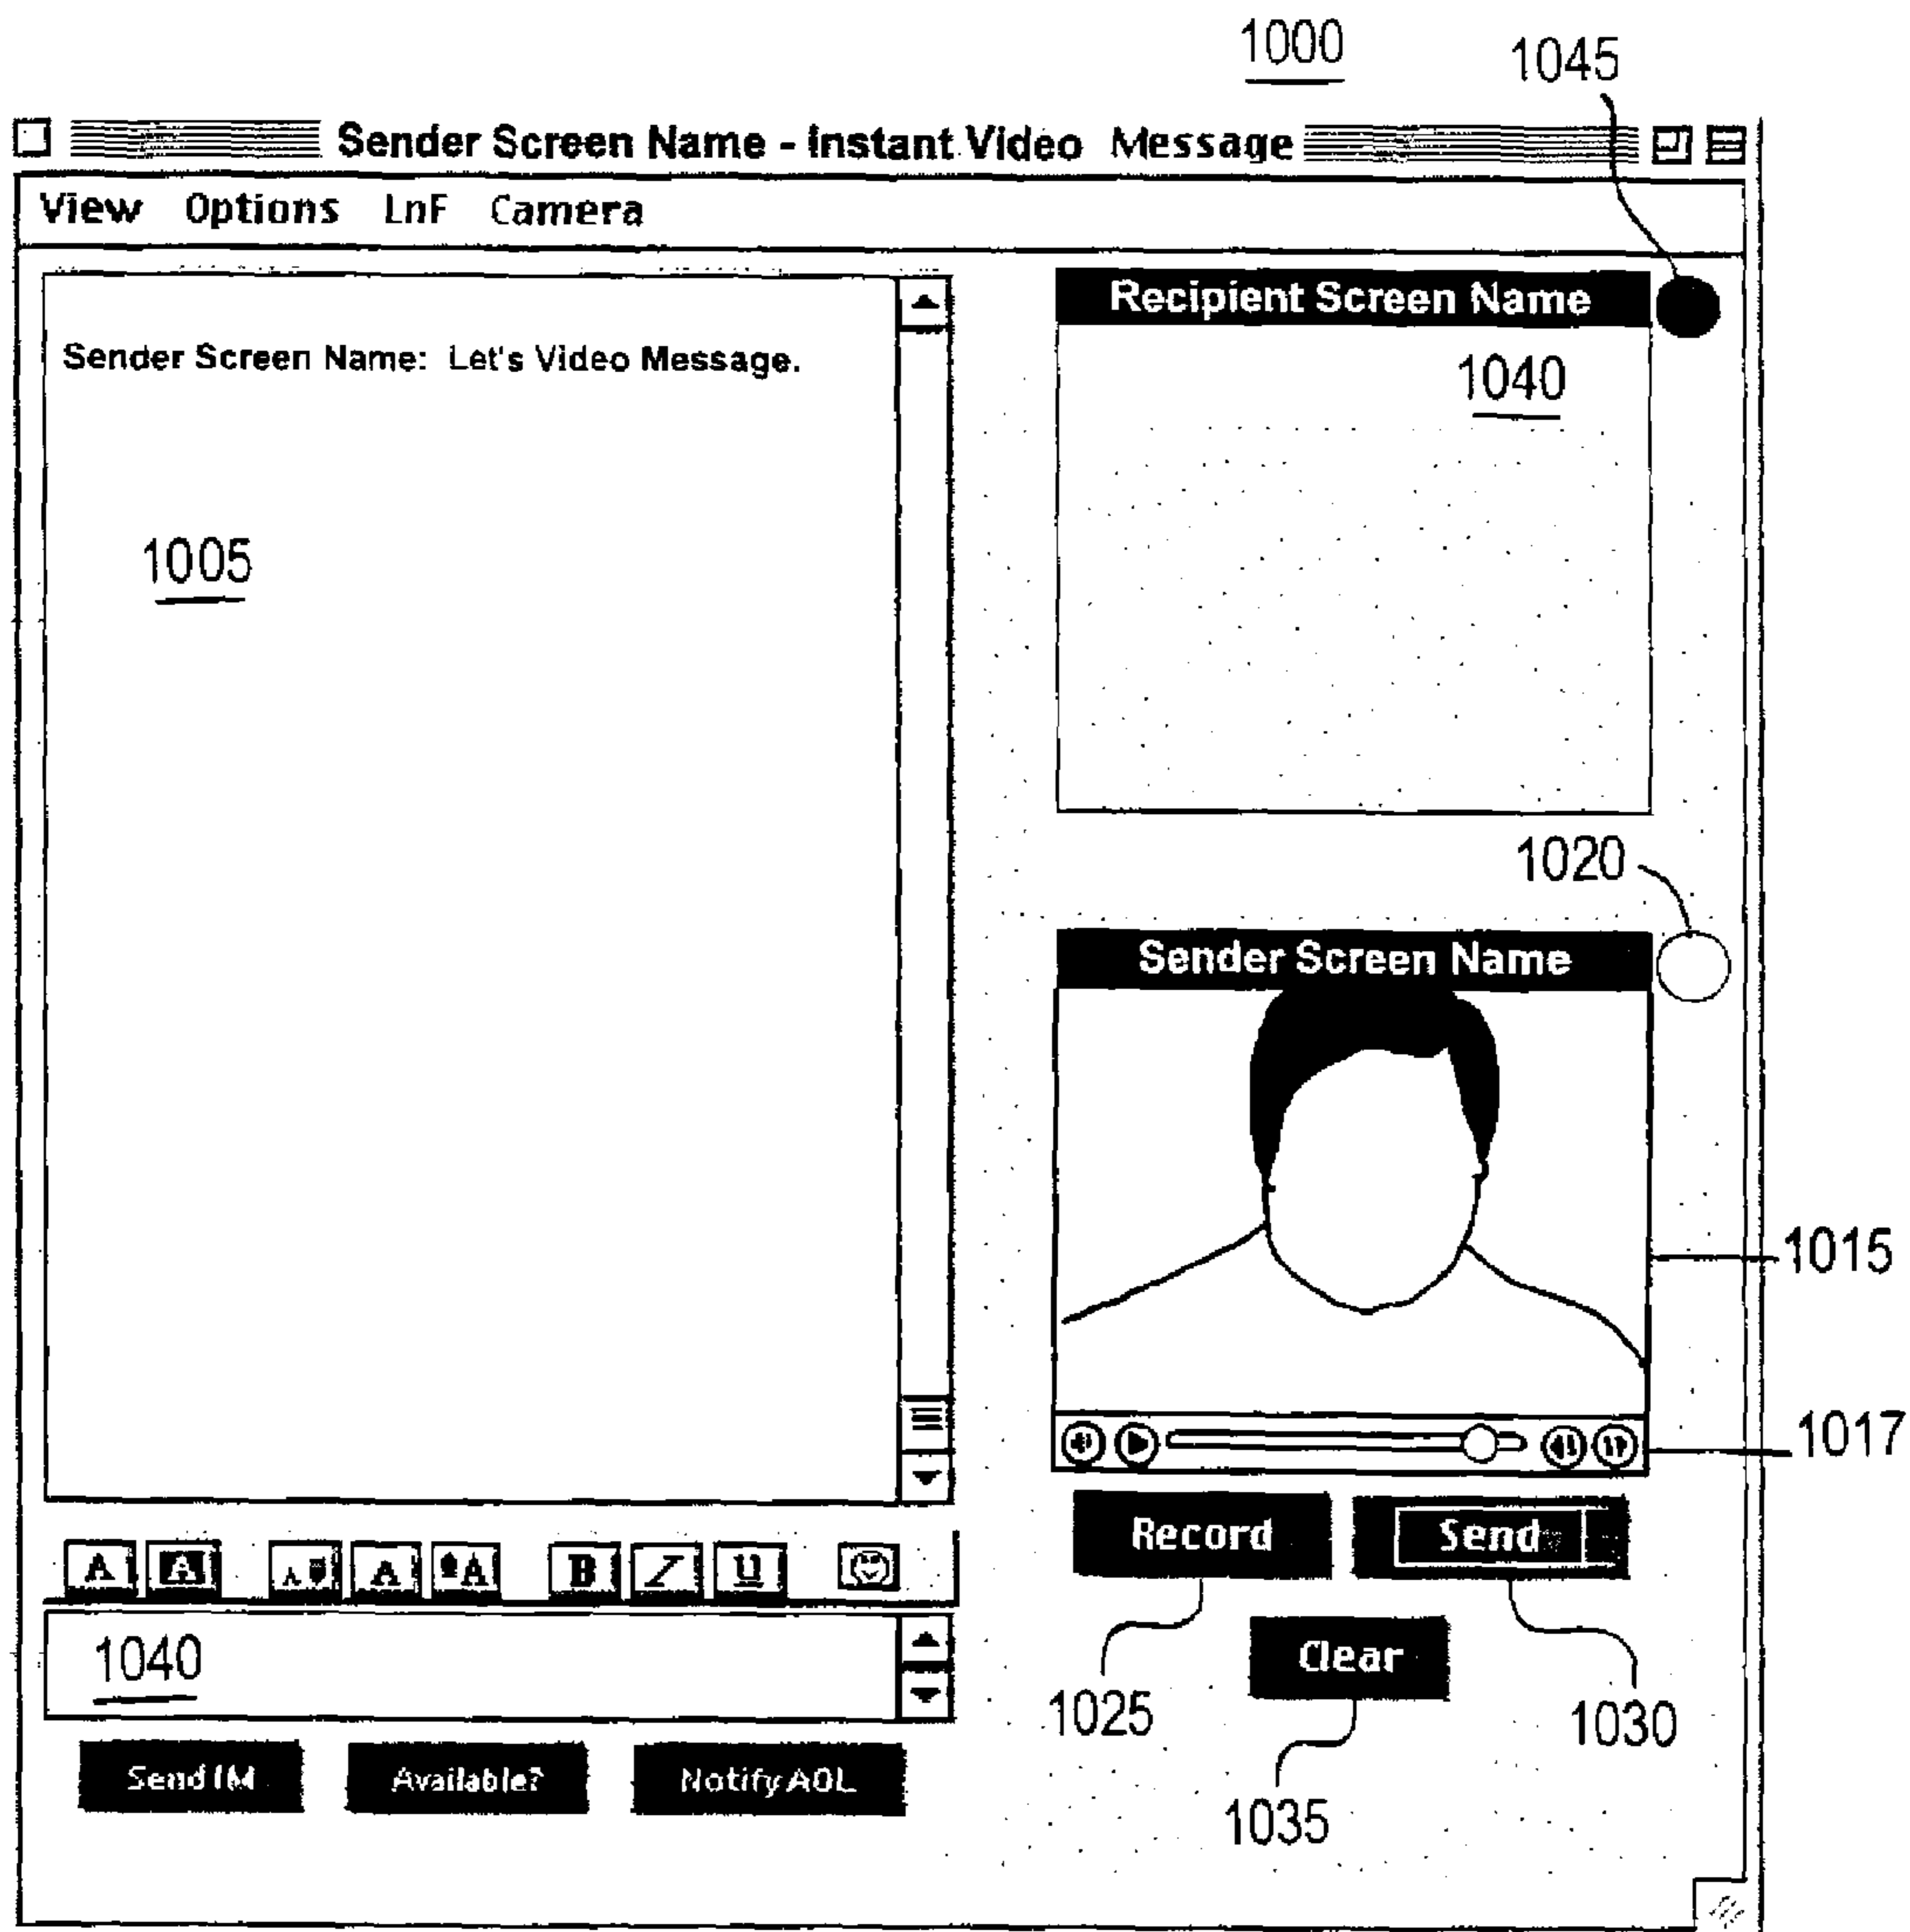 1000
1045
Sender Screen Name - Instant Video Message
View Options LnF Camera
Recipient Screen Name
1040
Sender Screen Name: Let's Video Message.
1005
1020
Sender Screen Name
1015
1017
Record Send
A A A A A B I U
1040
Clear
1025
1030
Send IM Available? Notify AOL
1035